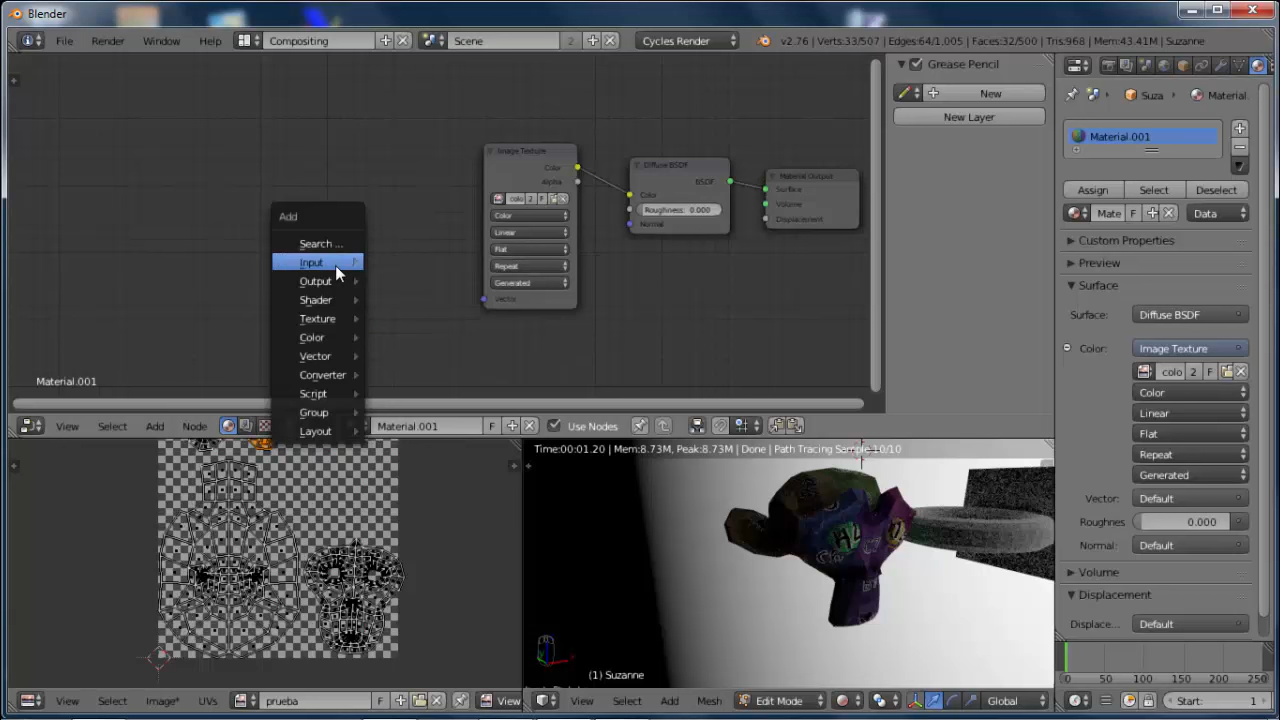 Blender
File Render Window Help Compositing Scene 2 Cycles Render v2.76 | Verts:33/507 | Edges:64/1,005 | Faces:32/500 | Tris:968 | Mem:43.41M | Suzanne
Grease Pencil
New
New Layer
Image Texture
Color
Alpha
colo 2 F
Color
Linear
Flat
Repeat
Generated
Vector
Diffuse BSDF
BSDF
Color
Roughness: 0.000
Normal
Material Output
Surface
Volume
Displacement
Add
Search ...
Input
Output
Shader
Texture
Color
Vector
Converter
Script
Group
Layout
Material.001
View Select Add Node Material.001 F Use Nodes
Suza Material.
Material.001
Assign Select Deselect
Mate F Data
Custom Properties
Preview
Surface
Surface: Diffuse BSDF
Color: Image Texture
colo 2 F
Color
Linear
Flat
Repeat
Generated
Vector: Default
Roughnes 0.000
Normal: Default
Volume
Displacement
Displace... Default
Time:00:01.20 | Mem:8.73M, Peak:8.73M | Done | Path Tracing Sample 10/10
(1) Suzanne
View Select Image* UVs prueba F View
View Select Add Mesh Edit Mode Global
0 50 100 150 200 250
Start: 1